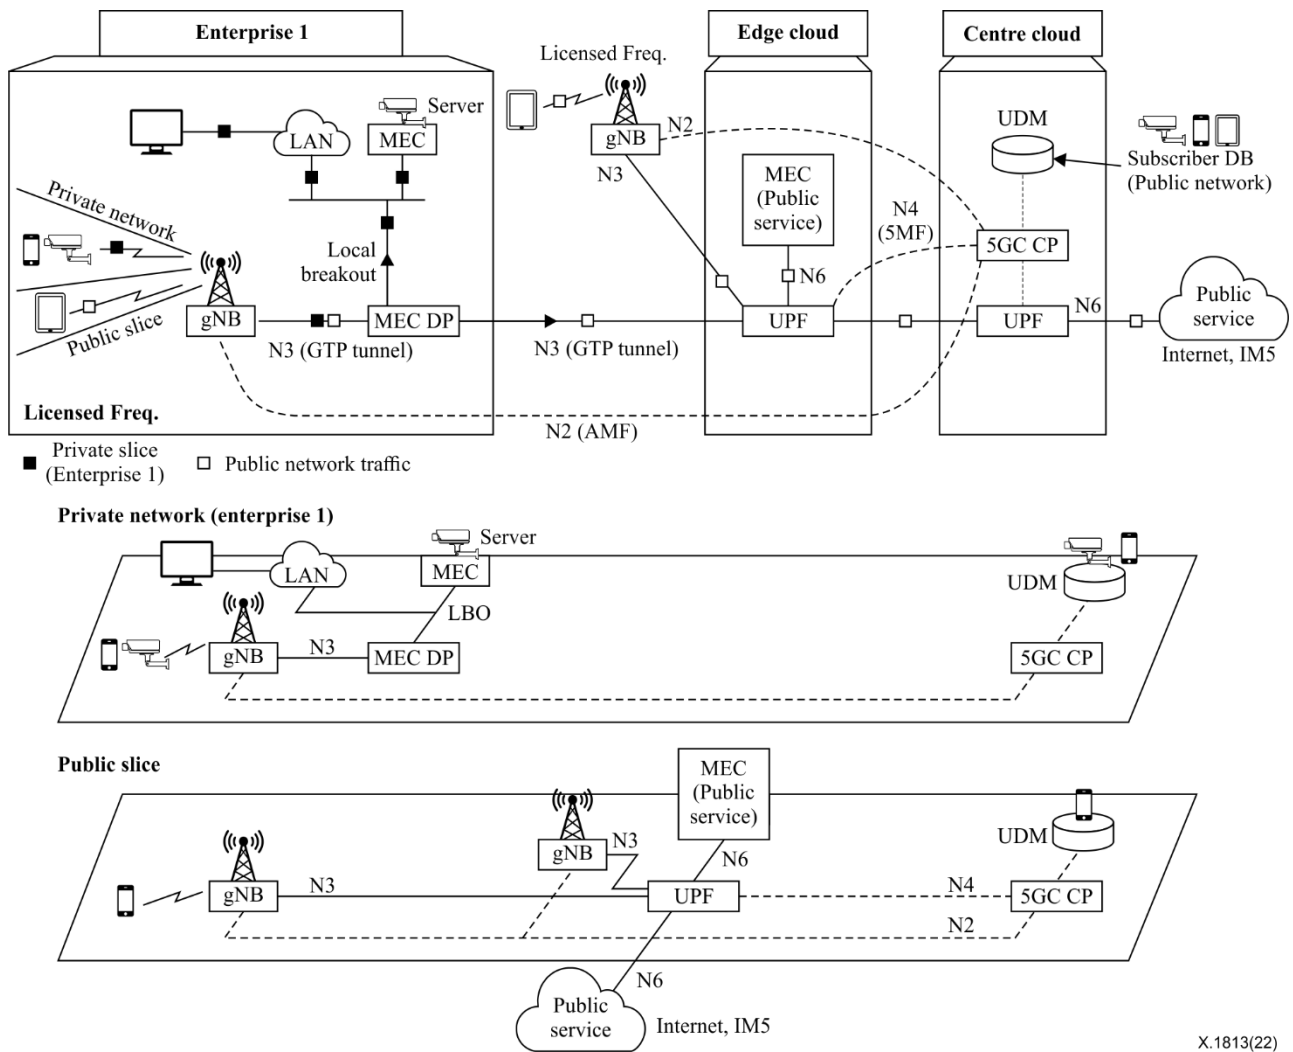 Enterprise 1
Edge cloud
Centre cloud
Licensed Freq.
Server
LAN
MEC
gNB
N2
N3
UDM
Subscriber DB
(Public network)
MEC
(Public
service)
N4
(5MF)
5GC CP
Private network
Local
breakout
N6
Public slice
gNB
MEC DP
UPF
UPF
N6
Public
service
N3 (GTP tunnel)
N3 (GTP tunnel)
Internet, IM5
Licensed Freq.
N2 (AMF)
Private slice
(Enterprise 1)
Public network traffic
Private network (enterprise 1)
Server
LAN
MEC
UDM
LBO
gNB
N3
MEC DP
5GC CP
Public slice
MEC
(Public
service)
UDM
gNB
N3
N6
gNB
N3
UPF
N4
5GC CP
N2
N6
Public
service
Internet, IM5
X.1813(22)